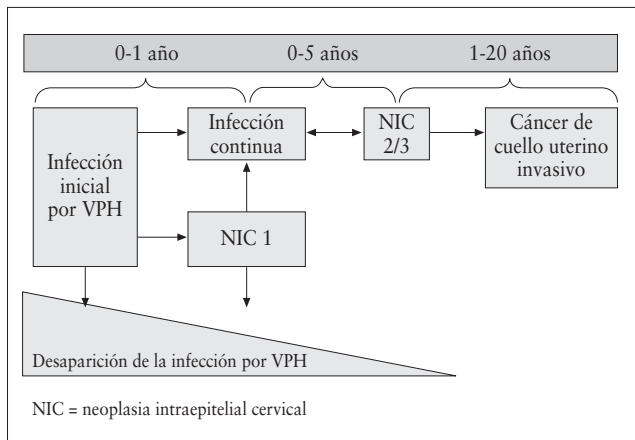 0-1 año 0-5 años 1-20 años
Infección
inicial
por VPH
Infección
continua
NIC
2/3
Cáncer de
cuello uterino
invasivo
NIC 1
Desaparición de la infección por VPH
NIC = neoplasia intraepitelial cervical